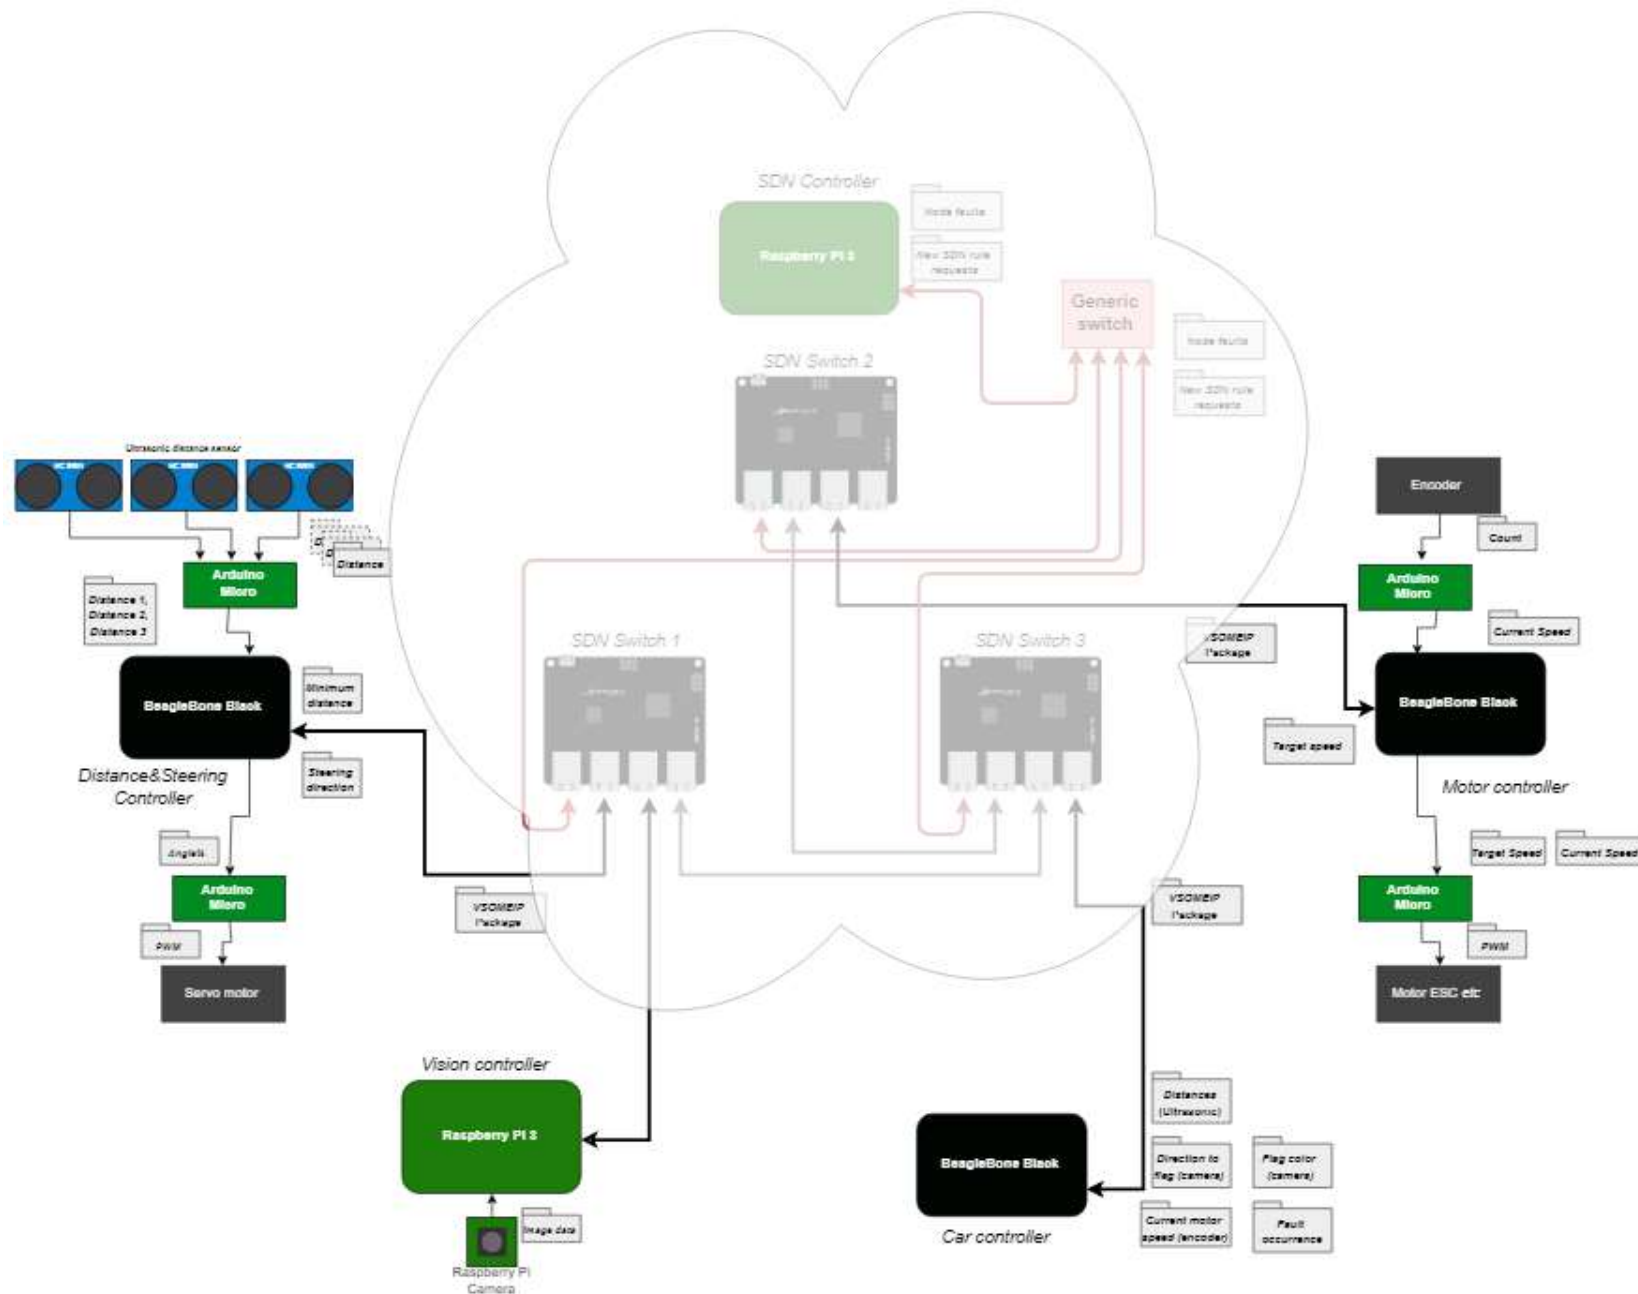 SDN Controller
Raspberry Pi 3
Node faults
New SDN rule
requests
Generic
switch
Node faults
New SDN rule
requests
SDN Switch 2
Ultrasonic distance sensor
Distance
Arduino
Micro
Distance 1,
Distance 2,
Distance 3
BeagleBone Black
Minimum
distance
Steering
direction
Distance&Steering
Controller
Arduino
Micro
PWM
Servo motor
SDN Switch 1
SDN Switch 3
VSOMEIP
Package
VSOMEIP
Package
VSOMEIP
Package
Encoder
Count
Arduino
Micro
Current Speed
BeagleBone Black
Target speed
Motor controller
Target Speed
Current Speed
Arduino
Micro
PWM
Motor ESC etc
Vision controller
Raspberry Pi 3
Image data
Raspberry Pi
Camera
BeagleBone Black
Car controller
Distances
(Ultrasonic)
Direction to
flag (camera)
Flag color
(camera)
Current motor
speed (encoder)
Fault
occurrence